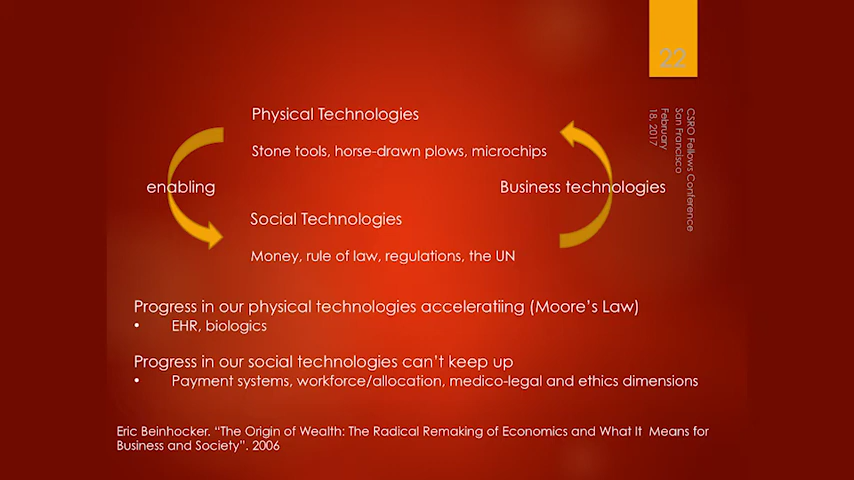 22
CSRO Fellows Conference
San Francisco
February
18, 2017
Physical Technologies
Stone tools, horse-drawn plows, microchips
enabling
Business technologies
Social Technologies
Money, rule of law, regulations, the UN
Progress in our physical technologies acceleratiing (Moore's Law)
• EHR, biologics
Progress in our social technologies can't keep up
• Payment systems, workforce/allocation, medico-legal and ethics dimensions
Eric Beinhocker. “The Origin of Wealth: The Radical Remaking of Economics and What It Means for
Business and Society”. 2006